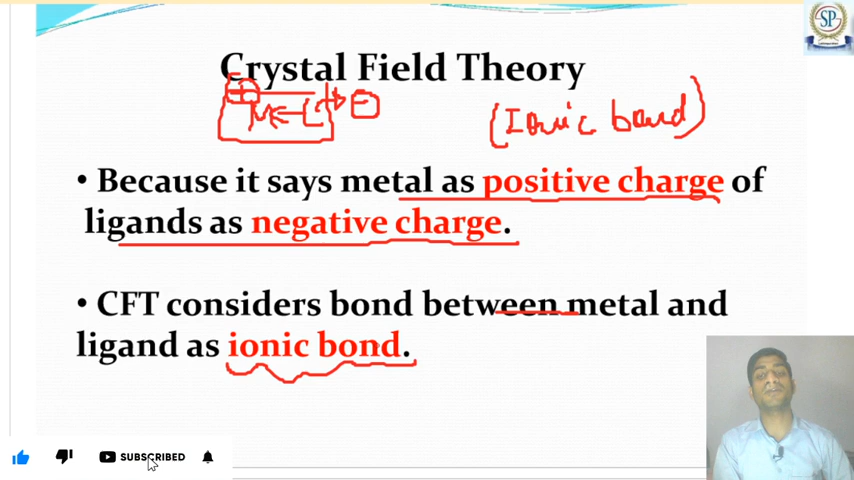 SP
Crystal Field Theory
M ← L
(Ionic bond)
• Because it says metal as positive charge of
ligands as negative charge.
• CFT considers bond between metal and
ligand as ionic bond.
SUBSCRIBED